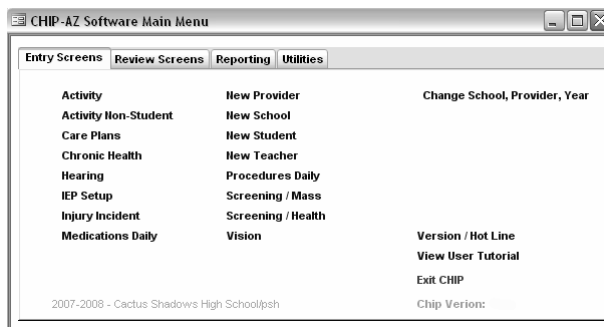 CHIP-AZ Software Main Menu
Entry Screens Review Screens Reporting Utilities
Activity New Provider Change School, Provider, Year
Activity Non-Student New School
Care Plans New Student
Chronic Health New Teacher
Hearing Procedures Daily
IEP Setup Screening / Mass
Injury Incident Screening / Health
Medications Daily Vision Version / Hot Line
View User Tutorial
Exit CHIP
2007-2008 - Cactus Shadows High School/psh Chip Verion: